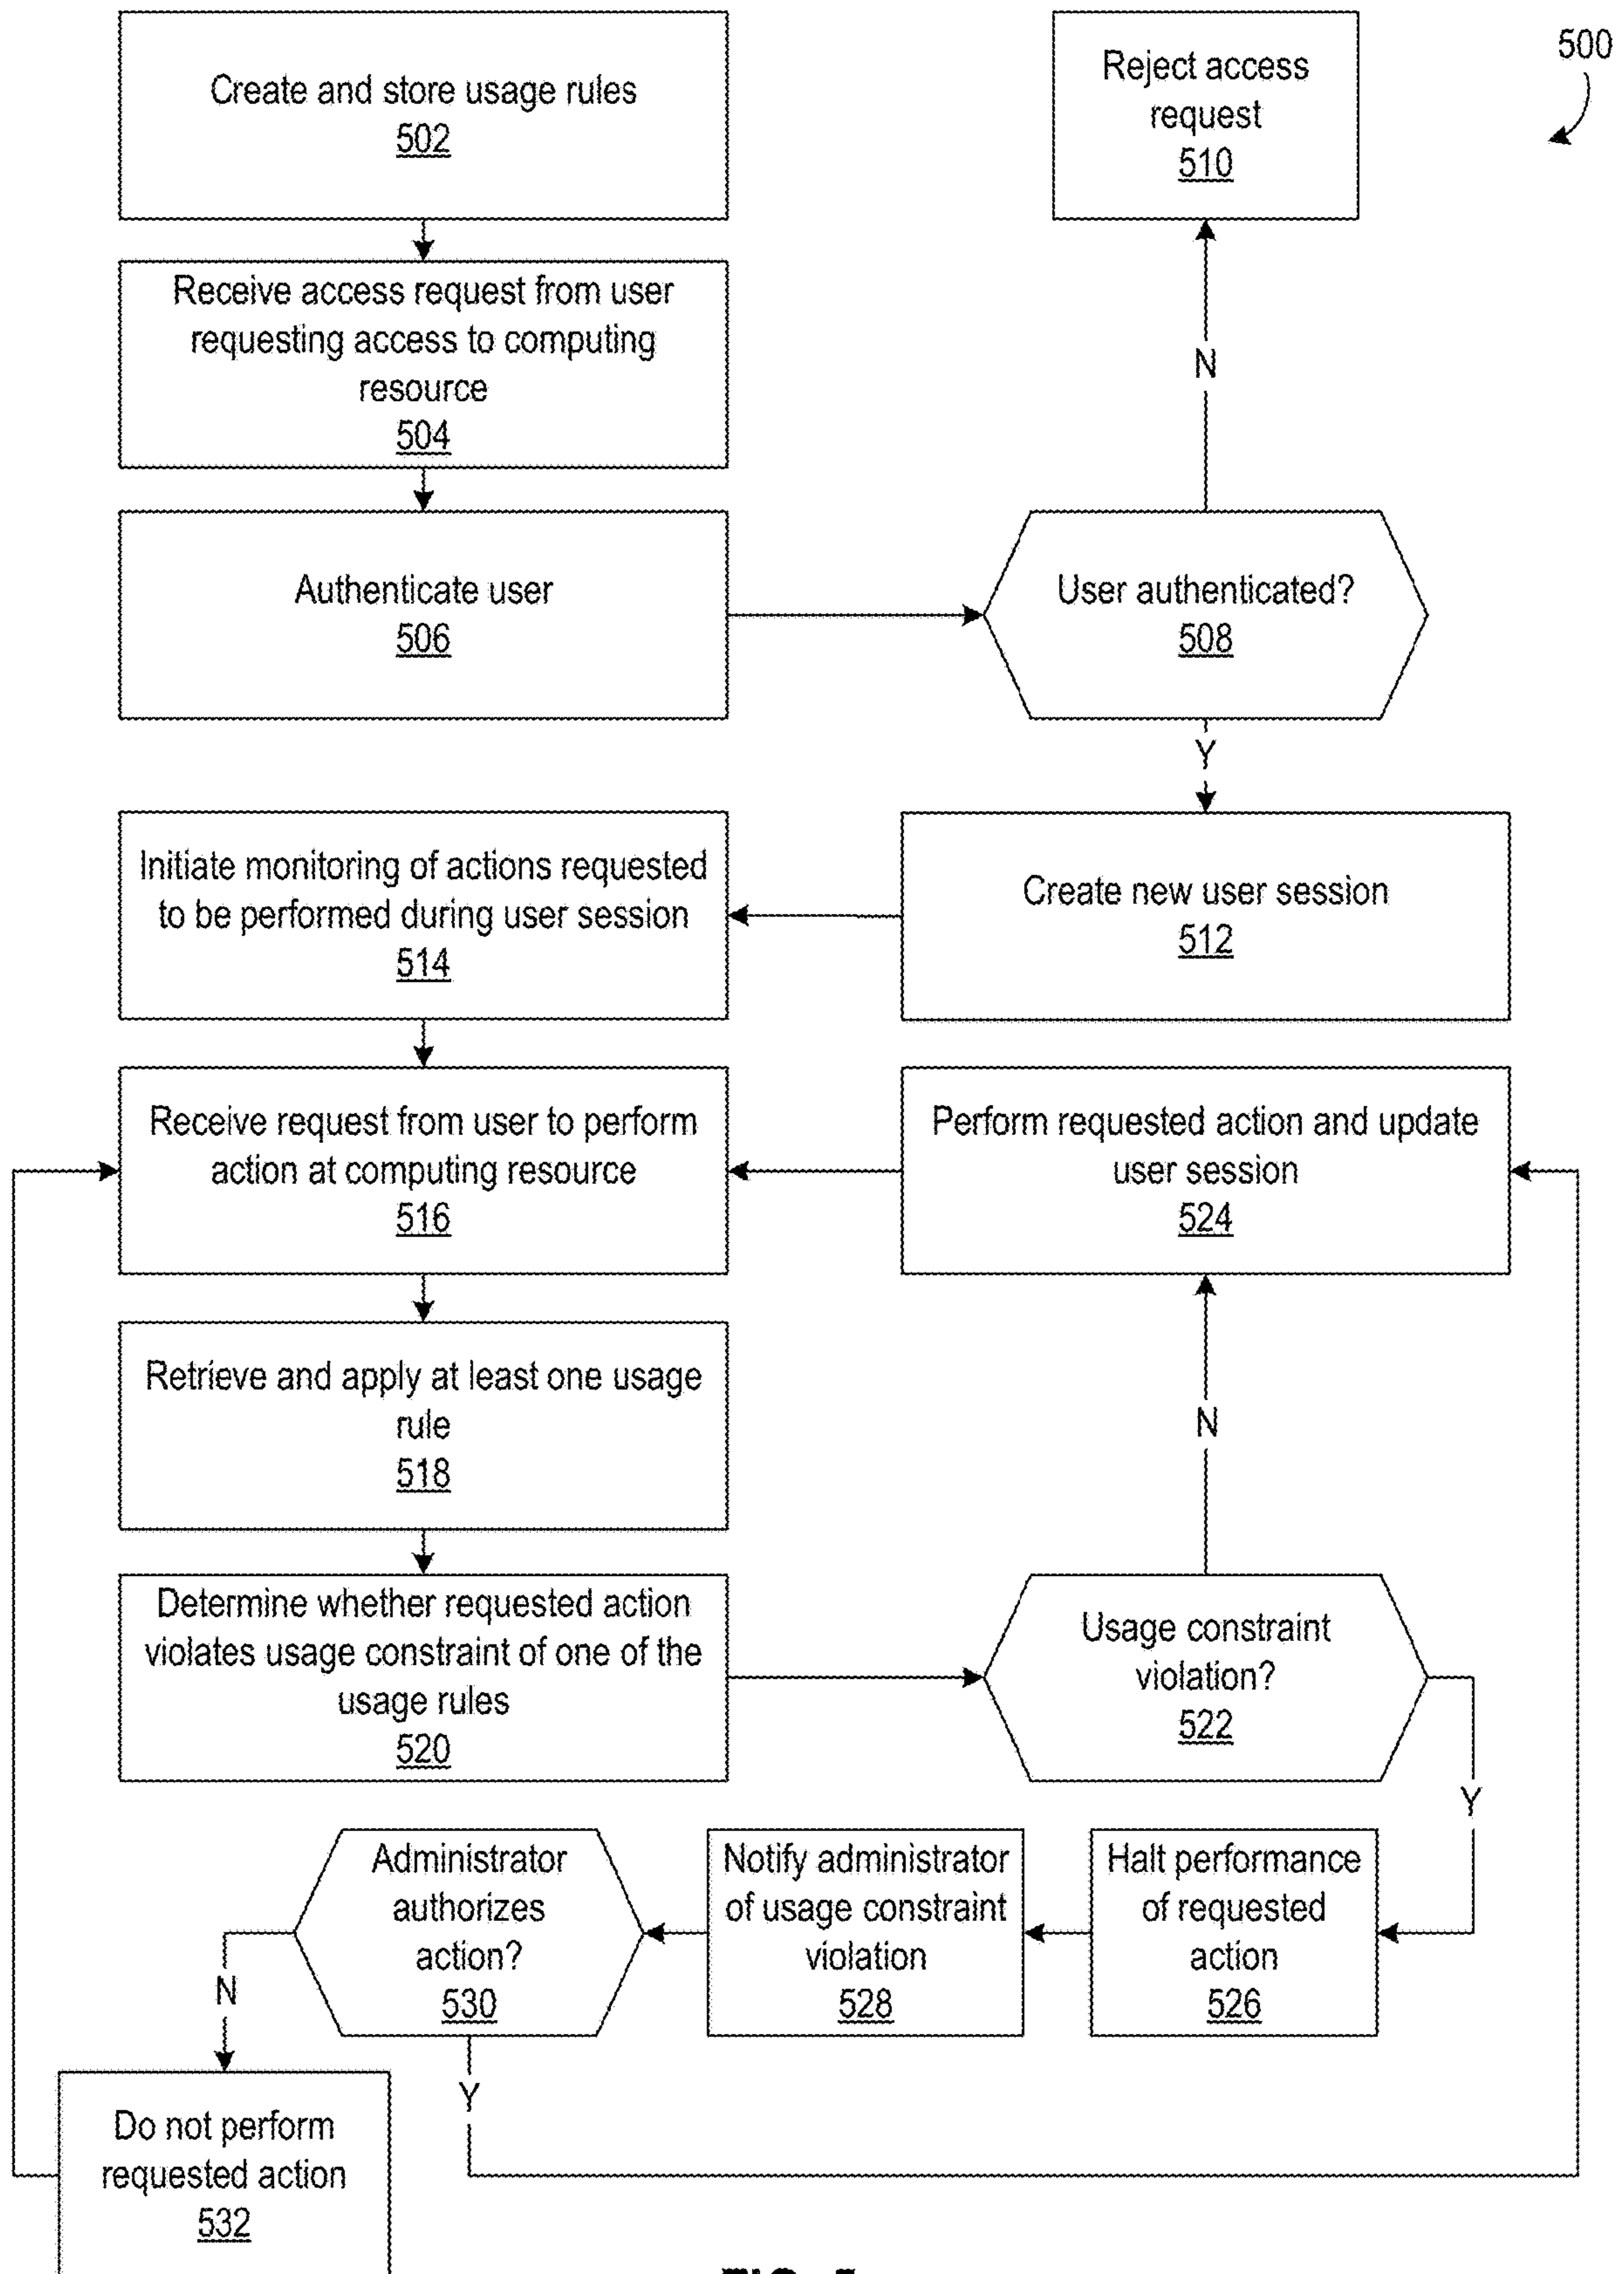 Create and store usage rules
502
Reject access
request
510
500
Receive access request from user
requesting access to computing
resource
504
N
Authenticate user
506
User authenticated?
508
Y
Initiate monitoring of actions requested
to be performed during user session
514
Create new user session
512
Receive request from user to perform
action at computing resource
516
Perform requested action and update
user session
524
Retrieve and apply at least one usage
rule
518
N
Determine whether requested action
violates usage constraint of one of the
usage rules
520
Usage constraint
violation?
522
Y
Administrator
authorizes
action?
530
Notify administrator
of usage constraint
violation
528
Halt performance
of requested
action
526
N
Y
Do not perform
requested action
532